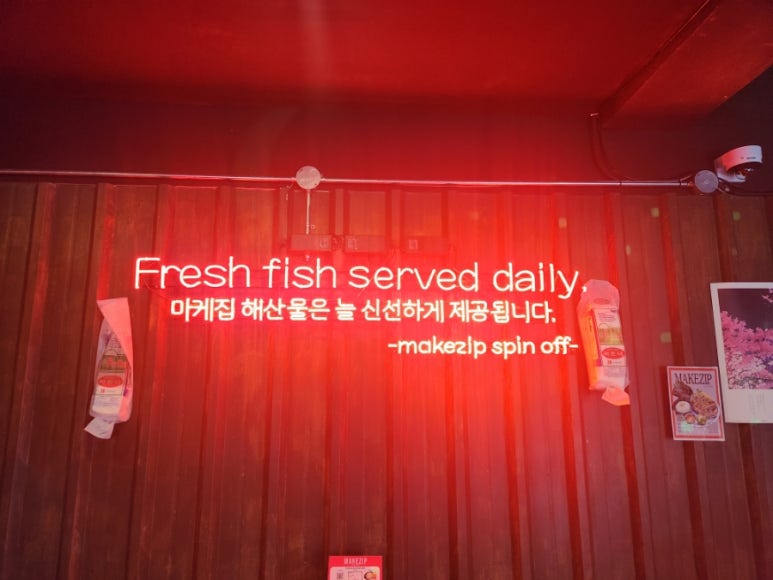 Fresh fish served daily.
마케집 해산물은 늘 신선하게 제공됩니다.
-makezip spin off-
MAKEZIP
MAKEZIP